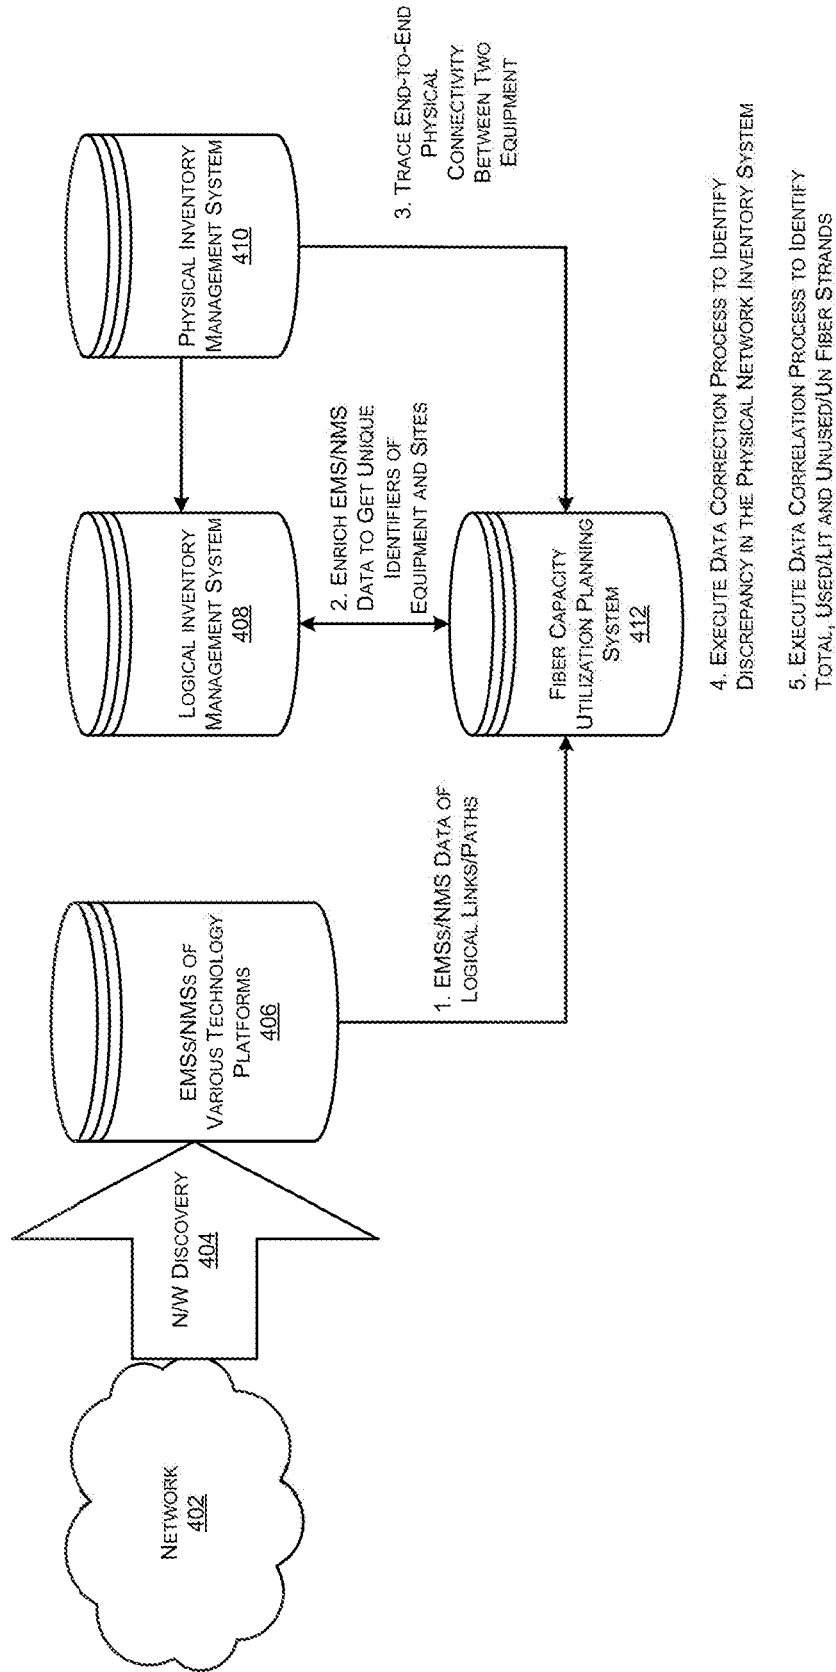 NETWORK
402
N/W DISCOVERY
404
EMSS/NMSS OF
VARIOUS TECHNOLOGY
PLATFORMS
406
LOGICAL INVENTORY
MANAGEMENT SYSTEM
408
PHYSICAL INVENTORY
MANAGEMENT SYSTEM
410
1. EMSS/NMS DATA OF
LOGICAL LINKS/PATHS
2. ENRICH EMS/NMS
DATA TO GET UNIQUE
IDENTIFIERS OF
EQUIPMENT AND SITES
3. TRACE END-TO-END
PHYSICAL
CONNECTIVITY
BETWEEN TWO
EQUIPMENT
FIBER CAPACITY
UTILIZATION PLANNING
SYSTEM
412
4. EXECUTE DATA CORRECTION PROCESS TO IDENTIFY
DISCREPANCY IN THE PHYSICAL NETWORK INVENTORY SYSTEM
5. EXECUTE DATA CORRELATION PROCESS TO IDENTIFY
TOTAL, USED/LIT AND UNUSED/UN FIBER STRANDS